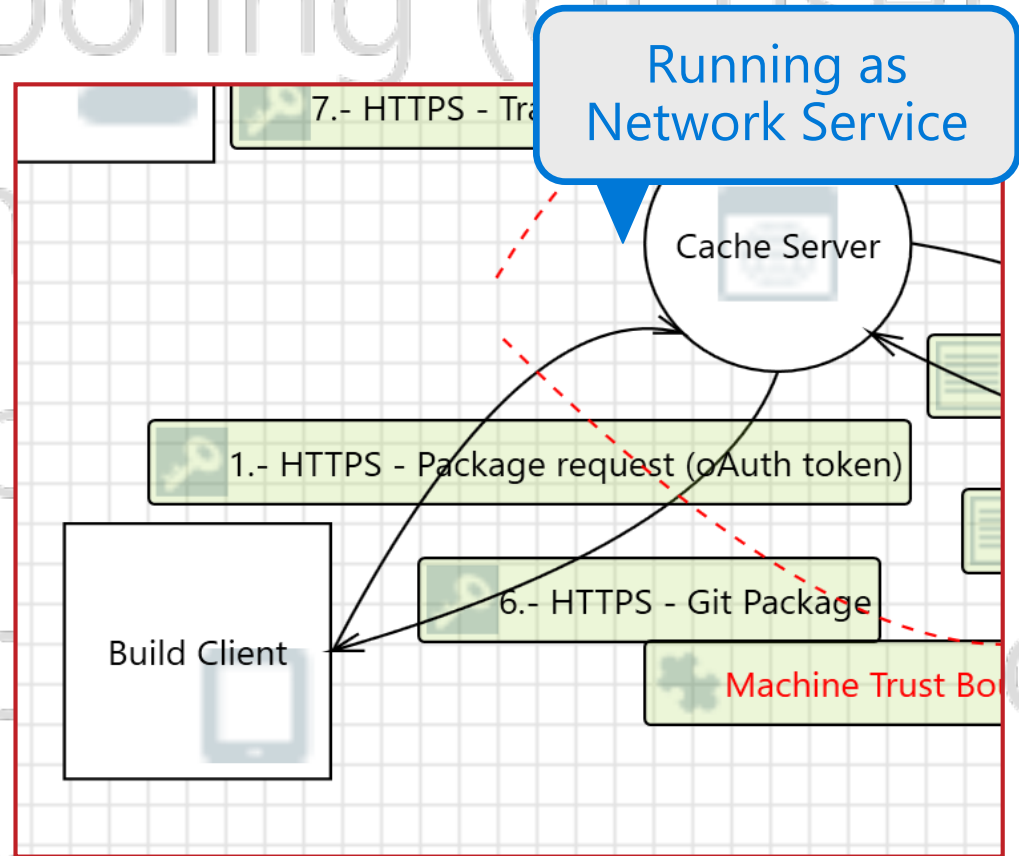 Running as
Network Service
7.- HTTPS - Tra
Cache Server
1.- HTTPS - Package request (oAuth token)
6.- HTTPS - Git Package
Build Client
Machine Trust Bou